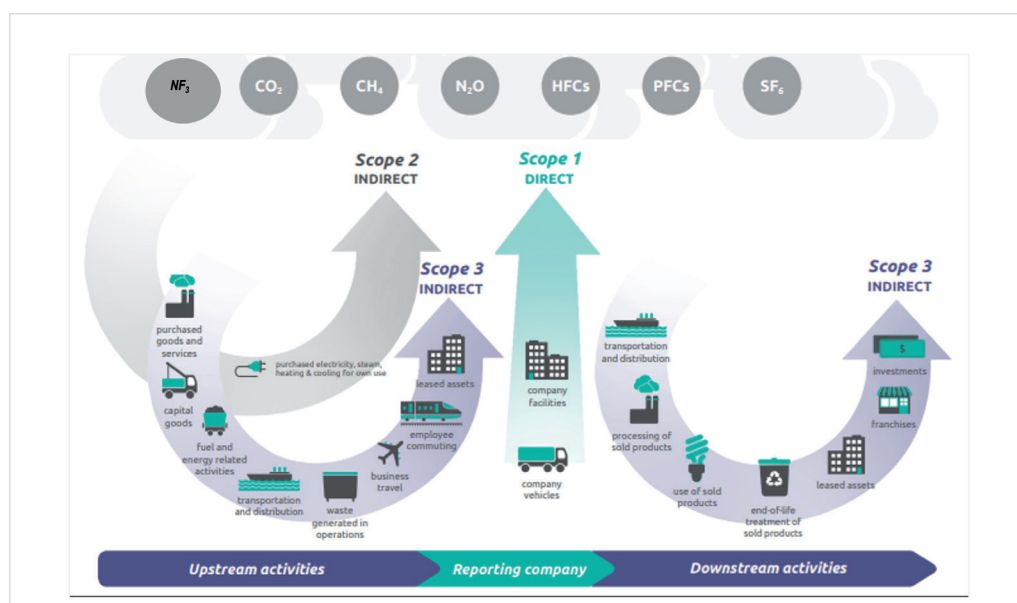 NF₃
CO₂
CH₄
N₂O
HFCs
PFCs
SF₆
Scope 2
INDIRECT
Scope 1
DIRECT
Scope 3
INDIRECT
Scope 3
INDIRECT
purchased
goods and
services
capital
goods
fuel and
energy related
activities
transportation
and distribution
waste
generated in
operations
business
travel
employee
commuting
leased assets
purchased electricity, steam,
heating & cooling for own use
company
facilities
company
vehicles
transportation
and distribution
processing of
sold products
use of sold
products
end-of-life
treatment of
sold products
leased assets
franchises
investments
$
Upstream activities
Reporting company
Downstream activities